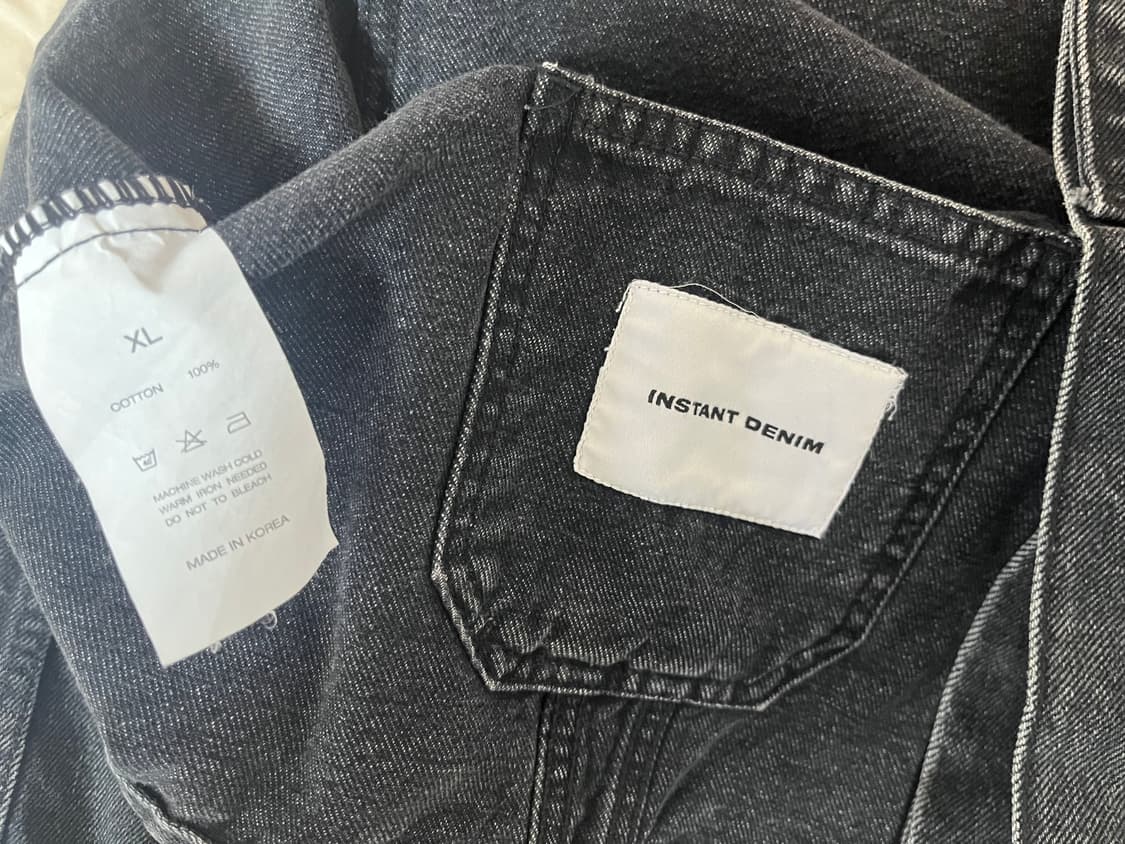 XL
COTTON 100%
MACHINE WASH COLD
WARM IRON NEEDED
DO NOT TO BLEACH
MADE IN KOREA
INSTANT DENIM